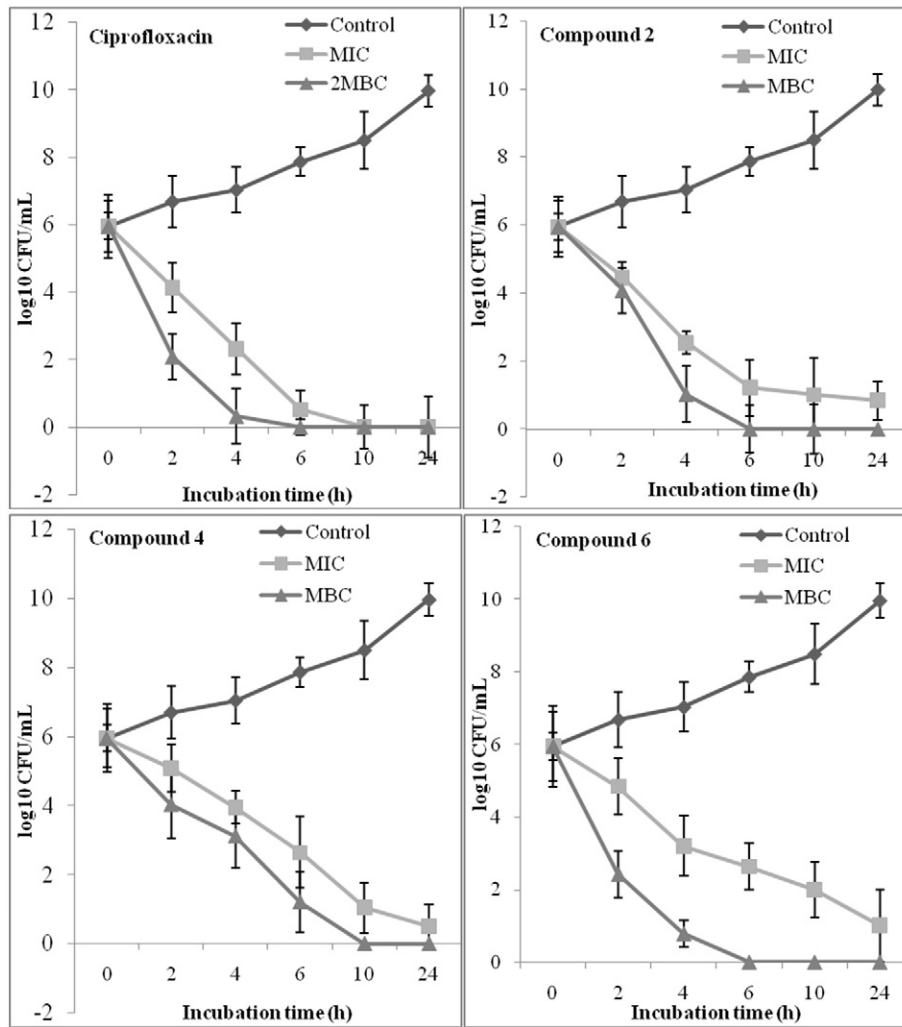 Ciprofloxacin
Control
MIC
2MBC
12
10
8
6
4
2
0
-2
log10 CFU/mL
0 2 4 6 10 24
Incubation time (h)
Compound 2
Control
MIC
MBC
12
10
8
6
4
2
0
-2
log10 CFU/mL
0 2 4 6 10 24
Incubation time (h)
Compound 4
Control
MIC
MBC
12
10
8
6
4
2
0
-2
log10 CFU/mL
0 2 4 6 10 24
Incubation time (h)
Compound 6
Control
MIC
MBC
12
10
8
6
4
2
0
log10 CFU/mL
0 2 4 6 10 24
Incubation time (h)